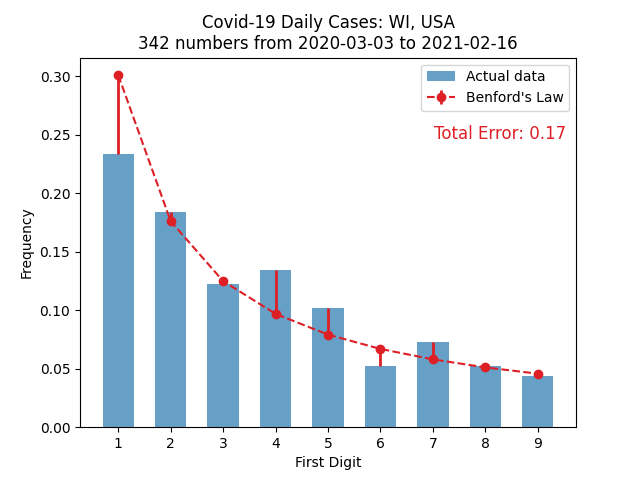 Covid-19 Daily Cases: WI, USA
342 numbers from 2020-03-03 to 2021-02-16
Actual data
Benford's Law
Total Error: 0.17
0.30
0.25
0.20
0.15
0.10
0.05
0.00
Frequency
1 2 3 4 5 6 7 8 9
First Digit